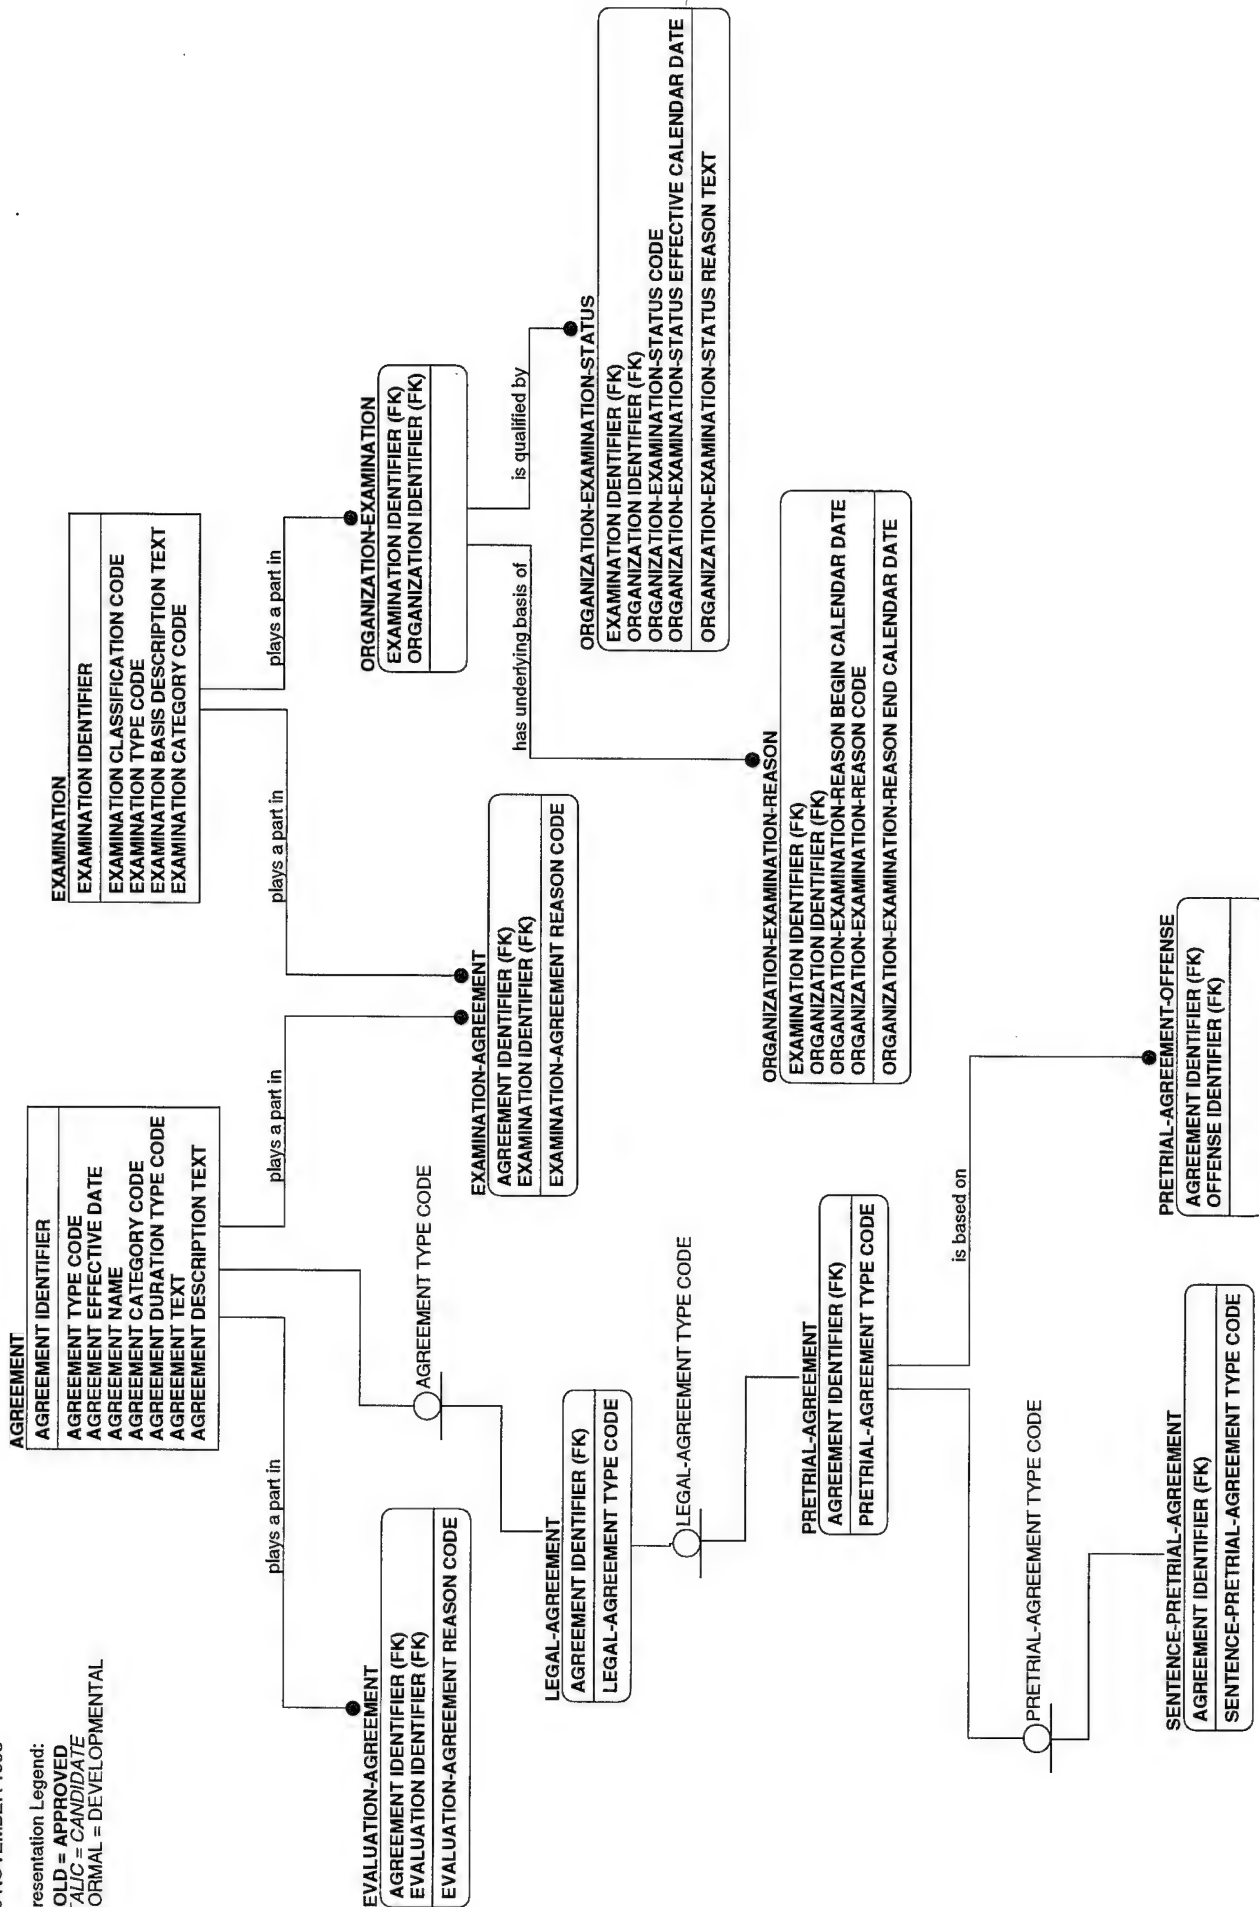 NOVEMBER
resentation Legend:
OLD = APPROVED
TALIC = CANDIDATE
ORMAL = DEVELOPMENTAL
AGREEMENT
AGREEMENT IDENTIFIER
AGREEMENT TYPE CODE
AGREEMENT EFFECTIVE DATE
AGREEMENT NAME
AGREEMENT CATEGORY CODE
AGREEMENT DURATION TYPE CODE
AGREEMENT TEXT
AGREEMENT DESCRIPTION TEXT
EXAMINATION
EXAMINATION IDENTIFIER
EXAMINATION CLASSIFICATION CODE
EXAMINATION TYPE CODE
EXAMINATION BASIS DESCRIPTION TEXT
EXAMINATION CATEGORY CODE
plays a part in
plays a part in
plays a part in
plays a part in
EVALUATION-AGREEMENT
AGREEMENT IDENTIFIER (FK)
EVALUATION IDENTIFIER (FK)
EVALUATION-AGREEMENT REASON CODE
AGREEMENT TYPE CODE
EXAMINATION-AGREEMENT
AGREEMENT IDENTIFIER (FK)
EXAMINATION IDENTIFIER (FK)
EXAMINATION-AGREEMENT REASON CODE
ORGANIZATION-EXAMINATION
EXAMINATION IDENTIFIER (FK)
ORGANIZATION IDENTIFIER (FK)
has underlying basis of
is qualified by
LEGAL-AGREEMENT
AGREEMENT IDENTIFIER (FK)
LEGAL-AGREEMENT TYPE CODE
ORGANIZATION-EXAMINATION-STATUS
EXAMINATION IDENTIFIER (FK)
ORGANIZATION IDENTIFIER (FK)
ORGANIZATION-EXAMINATION-STATUS CODE
ORGANIZATION-EXAMINATION-STATUS EFFECTIVE CALENDAR DATE
ORGANIZATION-EXAMINATION-STATUS REASON TEXT
LEGAL-AGREEMENT TYPE CODE
ORGANIZATION-EXAMINATION-REASON
EXAMINATION IDENTIFIER (FK)
ORGANIZATION IDENTIFIER (FK)
ORGANIZATION-EXAMINATION-REASON BEGIN CALENDAR DATE
ORGANIZATION-EXAMINATION-REASON CODE
ORGANIZATION-EXAMINATION-REASON END CALENDAR DATE
PRETRIAL-AGREEMENT
AGREEMENT IDENTIFIER (FK)
PRETRIAL-AGREEMENT TYPE CODE
is based on
PRETRIAL-AGREEMENT TYPE CODE
SENTENCE-PRETRIAL-AGREEMENT
AGREEMENT IDENTIFIER (FK)
SENTENCE-PRETRIAL-AGREEMENT TYPE CODE
PRETRIAL-AGREEMENT-OFFENSE
AGREEMENT IDENTIFIER (FK)
OFFENSE IDENTIFIER (FK)